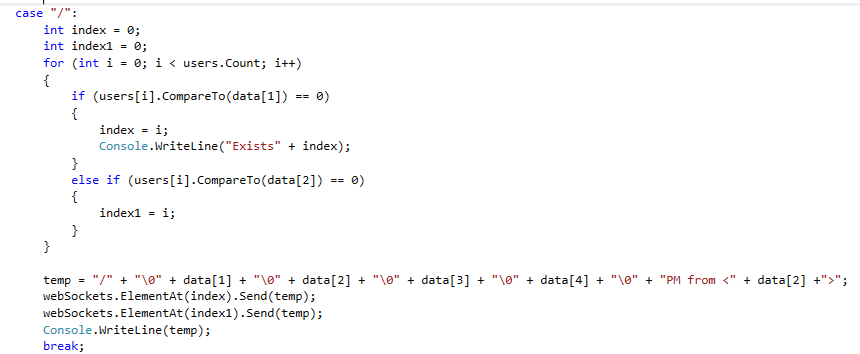 case "/":
int index = 0;
int index1 = 0;
for (int i = 0; i < users.Count; i++)
{
if (users[i].CompareTo(data[1]) == 0)
{
index = i;
Console.WriteLine("Exists" + index);
}
else if (users[i].CompareTo(data[2]) == 0)
{
index1 = i;
}
}
temp = "/" + "\0" + data[1] + "\0" + data[2] + "\0" + data[3] + "\0" + data[4] + "\0" + "PM from <" + data[2] +">";
webSockets.ElementAt(index).Send(temp);
webSockets.ElementAt(index1).Send(temp);
Console.WriteLine(temp);
break;